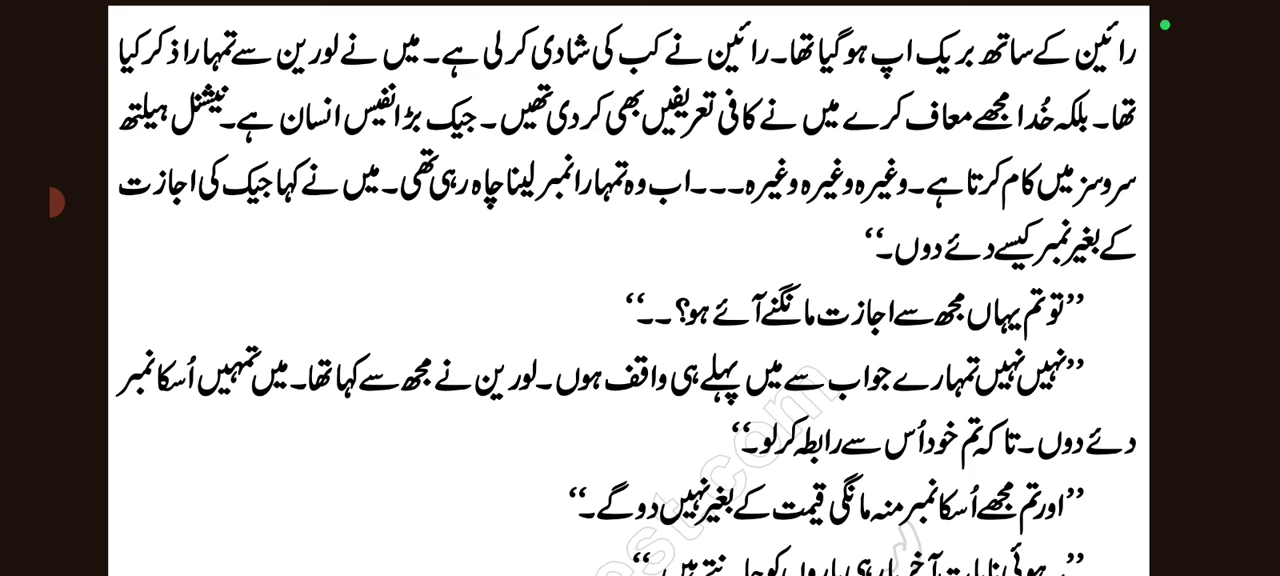 رائین کے ساتھ بریک اپ ہوگیا تھا۔ رائین نے کب کی شادی کرلی ہے۔ میں نے لورین سے تمہارا ذکر کیا
تھا۔ بلکہ خُدا مجھے معاف کرے میں نے کافی تعریفیں بھی کردی تھیں۔ جیک بڑا نفیس انسان ہے۔ نیشنل ہیلتھ
سروسز میں کام کرتا ہے۔ وغیرہ وغیرہ وغیرہ۔۔۔ اب وہ تمہارا نمبر لینا چاہ رہی تھی۔ میں نے کہا جیک کی اجازت
کے بغیر نمبر کیسے دئے دوں۔‘‘
’’تو تم یہاں مجھ سے اجازت مانگنے آئے ہو؟۔۔‘‘
’’نہیں نہیں تمہارے جواب سے میں پہلے ہی واقف ہوں۔ لورین نے مجھ سے کہا تھا۔ میں تمہیں اُسکا نمبر
دئے دوں۔ تاکہ تم خود اُس سے رابطہ کرلو۔‘‘
’’اور تم مجھے اُسکا نمبر منہ مانگی قیمت کے بغیر نہیں دو گے۔‘‘
est.com